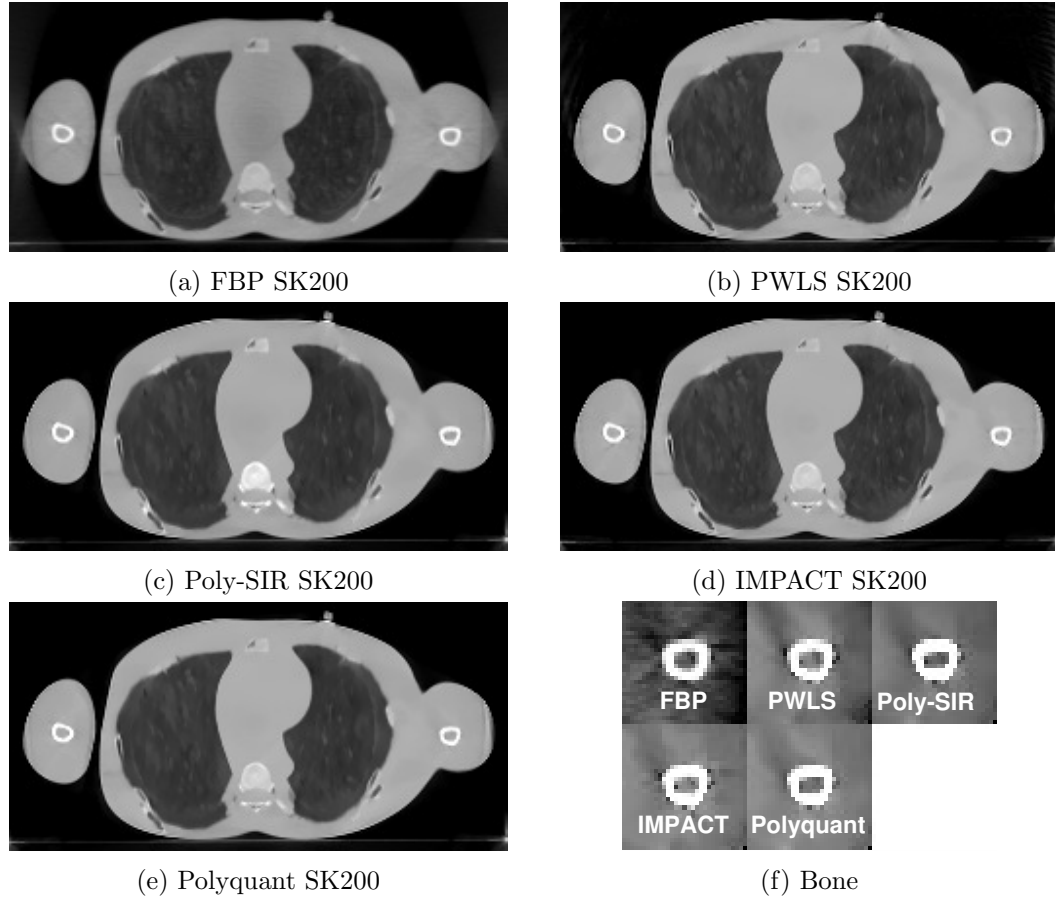 (a) FBP SK200
(b) PWLS SK200
(c) Poly-SIR SK200
(d) IMPACT SK200
FBP
PWLS
Poly-SIR
IMPACT
Polyquant
(e) Polyquant SK200
(f) Bone